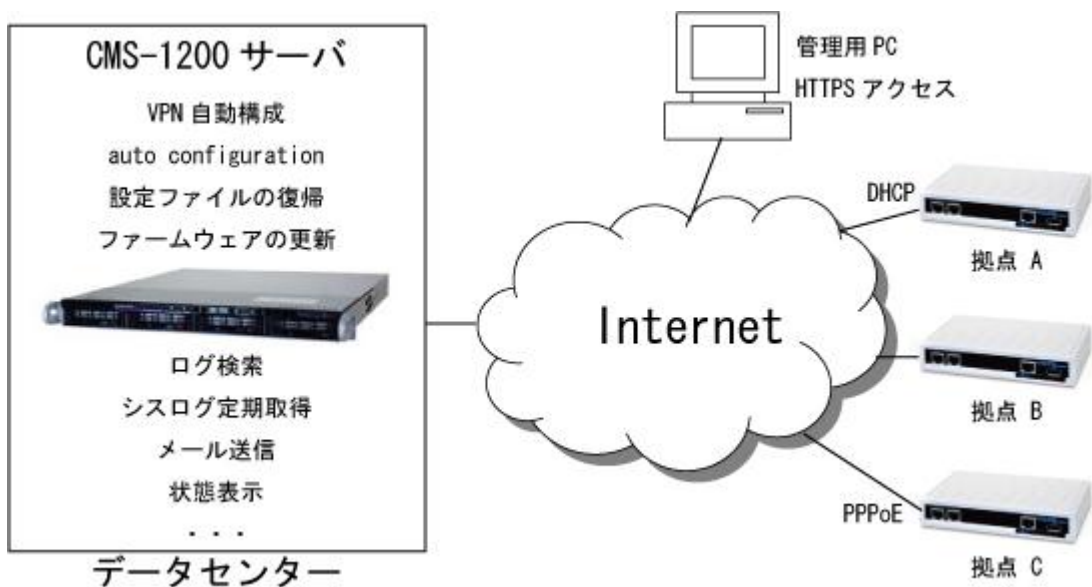 CMS-1200 サーバ
VPN 自動構成
auto configuration
設定ファイルの復帰
ファームウェアの更新
ログ検索
シスログ定期取得
メール送信
状態表示
・・・
データセンター
管理用 PC
HTTPS アクセス
Internet
DHCP
拠点 A
拠点 B
PPPoE
拠点 C